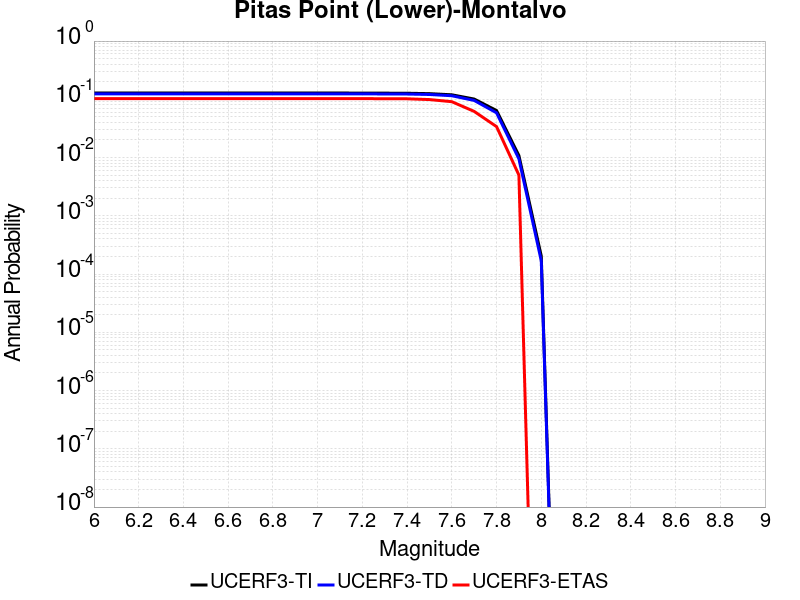 Pitas Point (Lower)-Montalvo
10^0
10^-1
10^-2
10^-3
10^-4
10^-5
10^-6
10^-7
10^-8
Annual Probability
6 6.2 6.4 6.6 6.8 7 7.2 7.4 7.6 7.8 8 8.2 8.4 8.6 8.8 9
Magnitude
UCERF3-TI UCERF3-TD UCERF3-ETAS